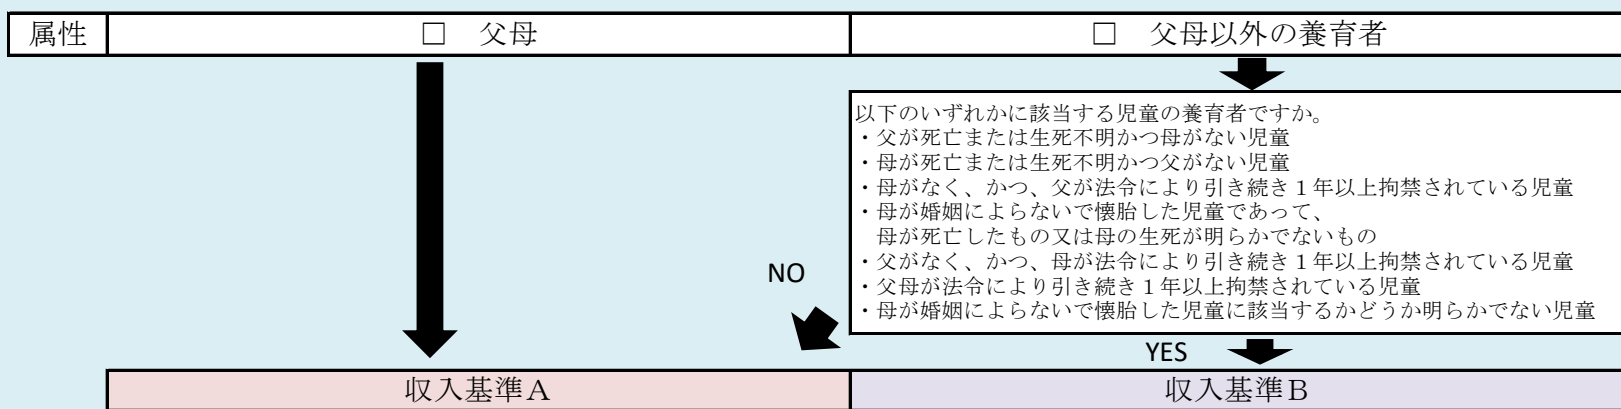 属性
□ 父母
□ 父母以外の養育者
以下のいずれかに該当する児童の養育者ですか。
・父が死亡または生死不明かつ母がない児童
・母が死亡または生死不明かつ父がない児童
・母がなく、かつ、父が法令により引き続き１年以上拘禁されている児童
・母が婚姻によらないで懐胎した児童であって、
母が死亡したもの又は母の生死が明らかでないもの
・父がなく、かつ、母が法令により引き続き１年以上拘禁されている児童
・父母が法令により引き続き１年以上拘禁されている児童
・母が婚姻によらないで懐胎した児童に該当するかどうか明らかでない児童
NO
YES
収入基準Ａ
収入基準Ｂ